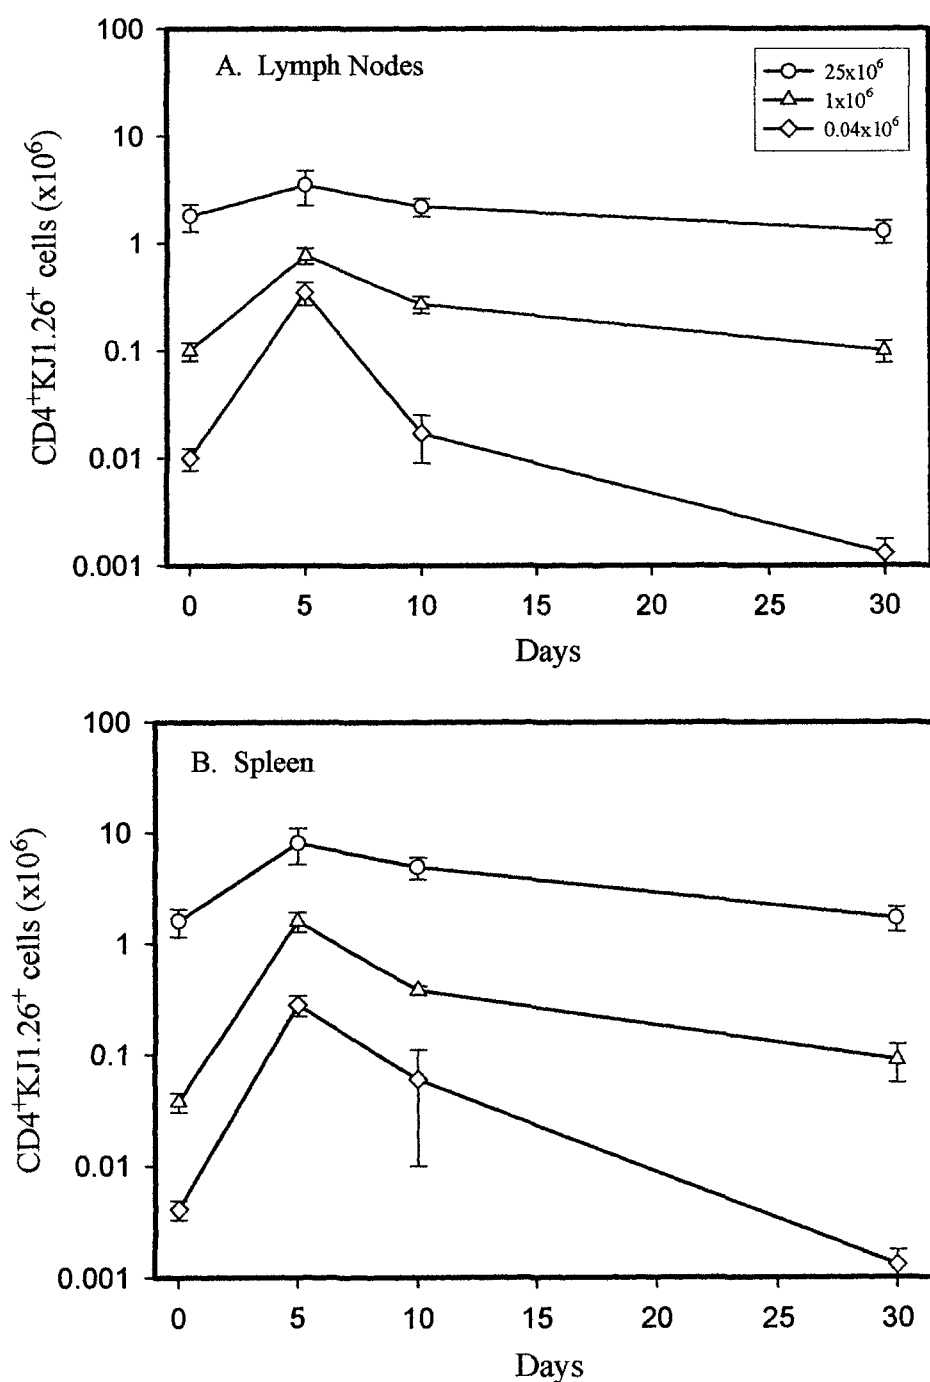 A. Lymph Nodes
25x10⁶
1x10⁶
0.04x10⁶
CD4⁺KJ1.26⁺ cells (x10⁶)
100
10
1
0.1
0.01
0.001
0 5 10 15 20 25 30
Days
B. Spleen
CD4⁺KJ1.26⁺ cells (x10⁶)
100
10
1
0.1
0.01
0.001
0 5 10 15 20 25 30
Days